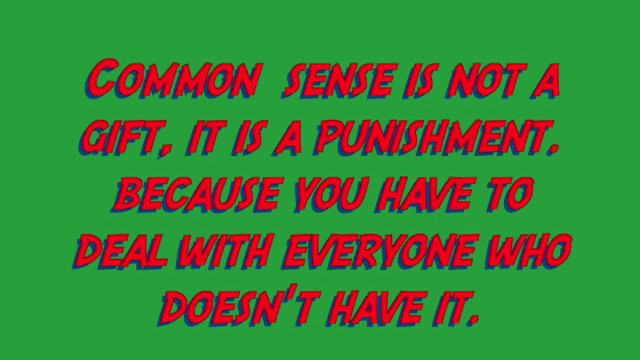 Common sense is not a
gift, it is a punishment.
because you have to
deal with everyone who
doesn't have it.